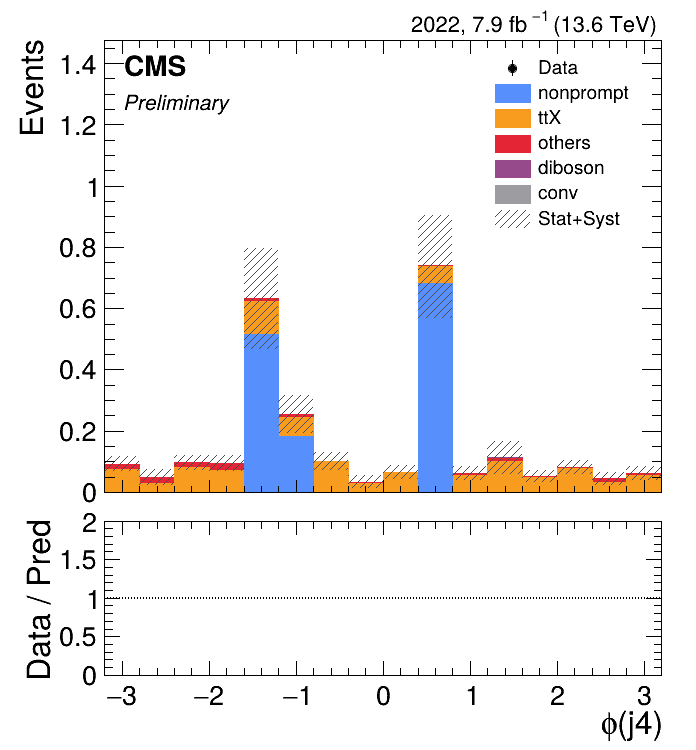 2022, 7.9 fb⁻¹ (13.6 TeV)
Events
CMS
Preliminary
Data
nonprompt
ttX
others
diboson
conv
Stat+Syst
1.4
1.2
1
0.8
0.6
0.4
0.2
0
Data / Pred
2
1.5
1
0.5
0
−3 −2 −1 0 1 2 3
ϕ(j4)